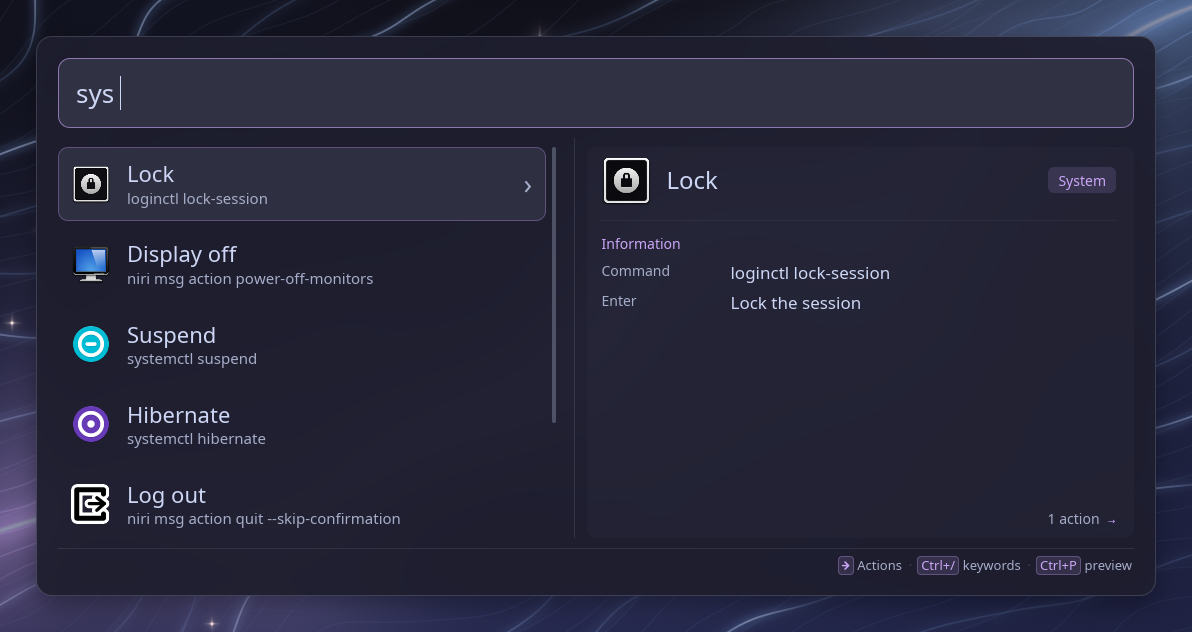 sys
Lock
loginctl lock-session
Display off
niri msg action power-off-monitors
Suspend
systemctl suspend
Hibernate
systemctl hibernate
Log out
niri msg action quit --skip-confirmation
Lock
System
Information
Command loginctl lock-session
Enter Lock the session
1 action →
→ Actions · Ctrl+/ keywords · Ctrl+P preview